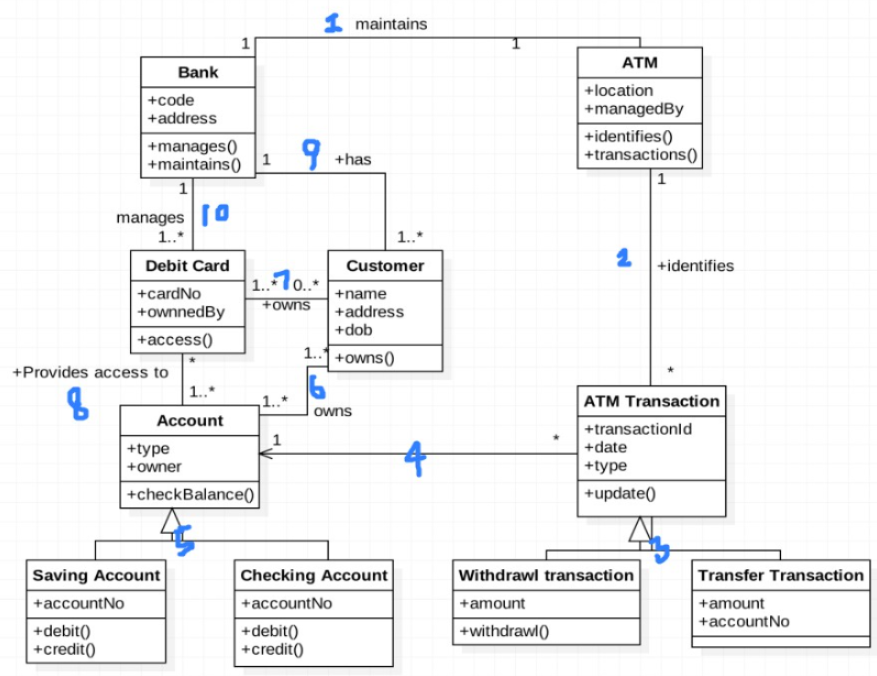 1 maintains
1
1
Bank
+code
+address
+manages()
+maintains()
ATM
+location
+managedBy
+identifies()
+transactions()
1
9
+has
1
1
manages
10
1..*
1..*
2
+identifies
Debit Card
+cardNo
+ownnedBy
+access()
1..*
7
0..*
+owns
Customer
+name
+address
+dob
+owns()
+Provides access to
8
*
1..*
1..*
6
1..*
owns
*
ATM Transaction
+transactionId
+date
+type
+update()
Account
+type
+owner
+checkBalance()
1
4
*
5
3
Saving Account
+accountNo
+debit()
+credit()
Checking Account
+accountNo
+debit()
+credit()
Withdrawl transaction
+amount
+withdrawl()
Transfer Transaction
+amount
+accountNo